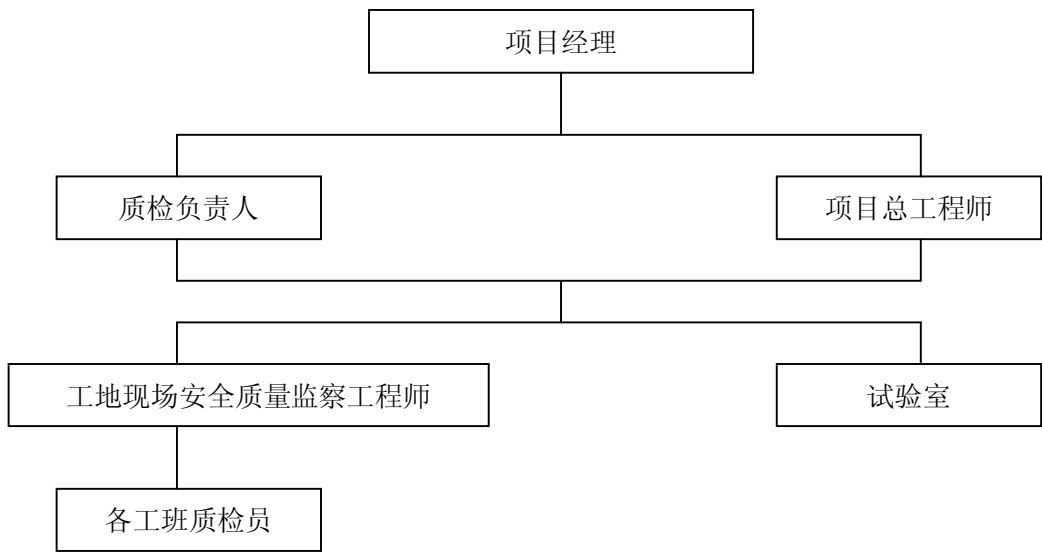 项目经理
质检负责人
项目总工程师
工地现场安全质量监察工程师
试验室
各工班质检员